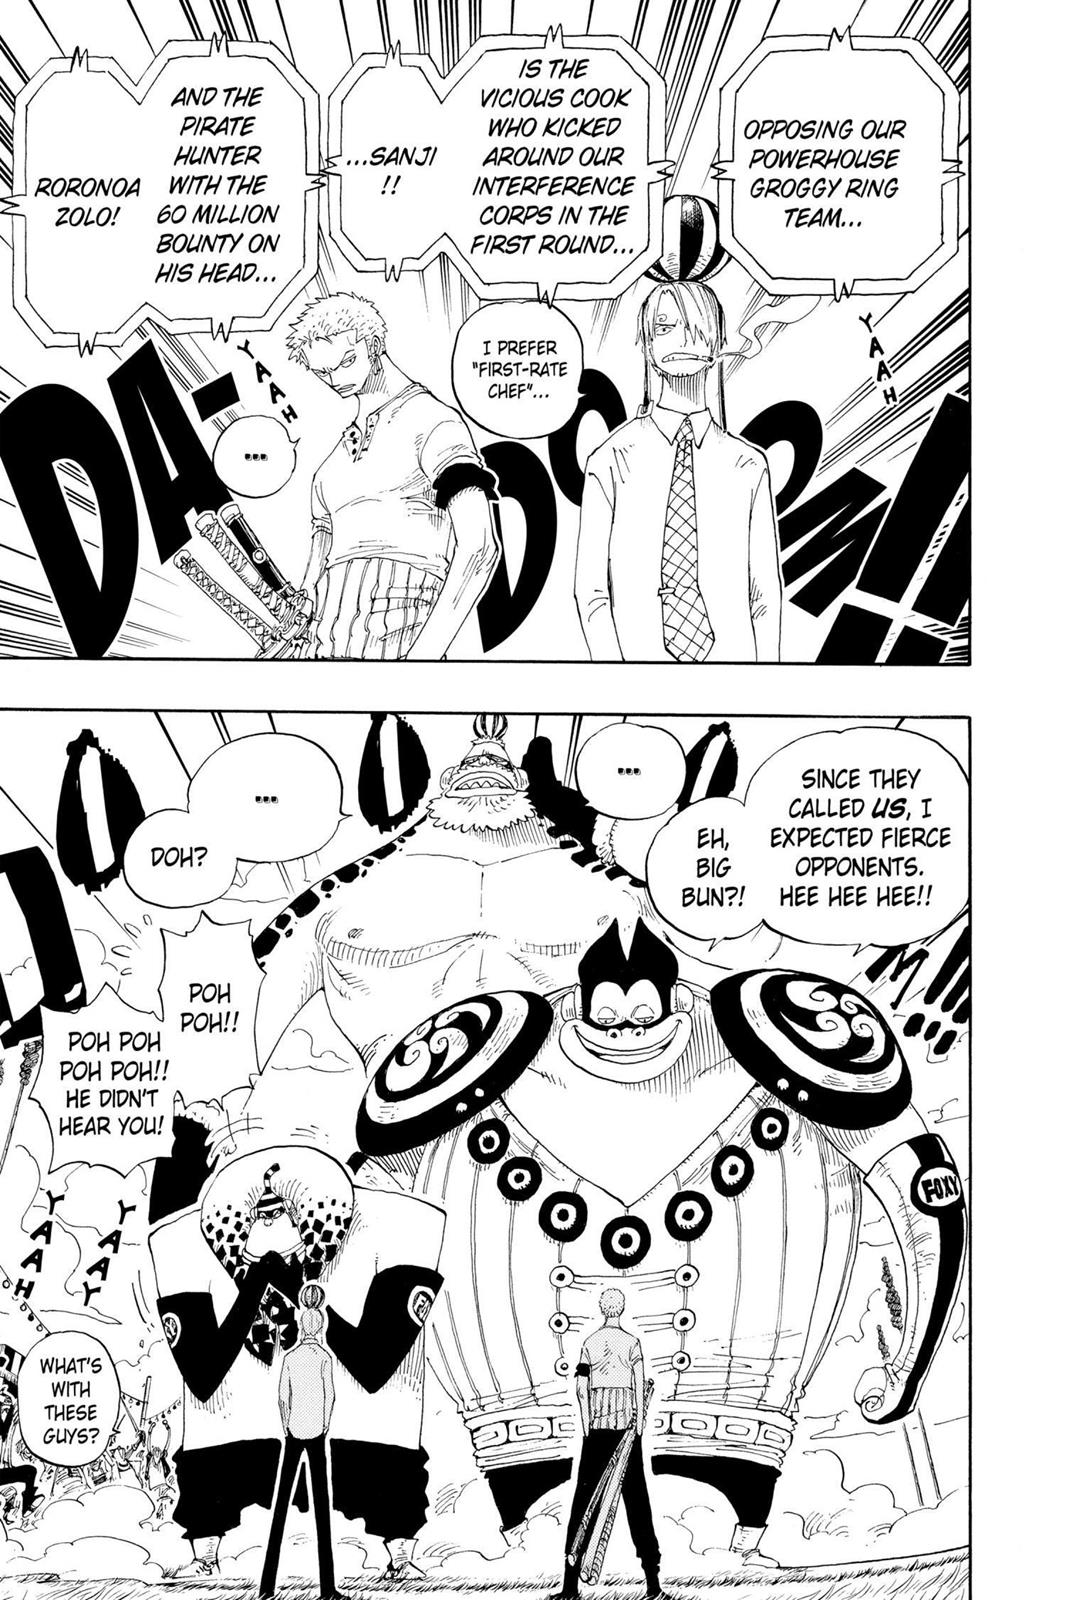 OPPOSING OUR
POWERHOUSE
GROGGY RING
TEAM...
IS THE
VICIOUS COOK
WHO KICKED
AROUND OUR
INTERFERENCE
CORPS IN THE
FIRST ROUND...
...SANJI
!!
AND THE
PIRATE
HUNTER
WITH THE
60 MILLION
BOUNTY ON
HIS HEAD...
RORONOA
ZOLO!
YAAH
I PREFER
"FIRST-RATE
CHEF"...
YAAH
...
DA-
DOOM!!
SINCE THEY
CALLED US, I
EXPECTED FIERCE
OPPONENTS.
HEE HEE HEE!!
EH,
BIG
BUN?!
...
...
DOH?
POH
POH!!
POH POH
POH POH!!
HE DIDN'T
HEAR YOU!
FOXY
YAAY
YAAH
WHAT'S
WITH
THESE
GUYS?